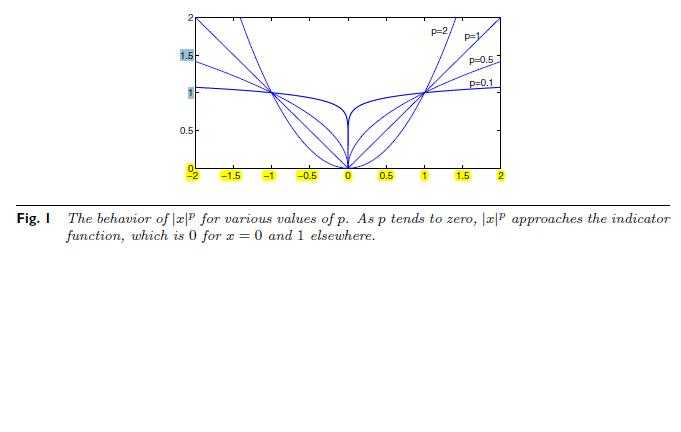 2
p=2
p=1
1.5
p=0.5
p=0.1
1
0.5
0
−2 −1.5 −1 −0.5 0 0.5 1 1.5 2
Fig. 1 The behavior of |x|^p for various values of p. As p tends to zero, |x|^p approaches the indicator
function, which is 0 for x = 0 and 1 elsewhere.